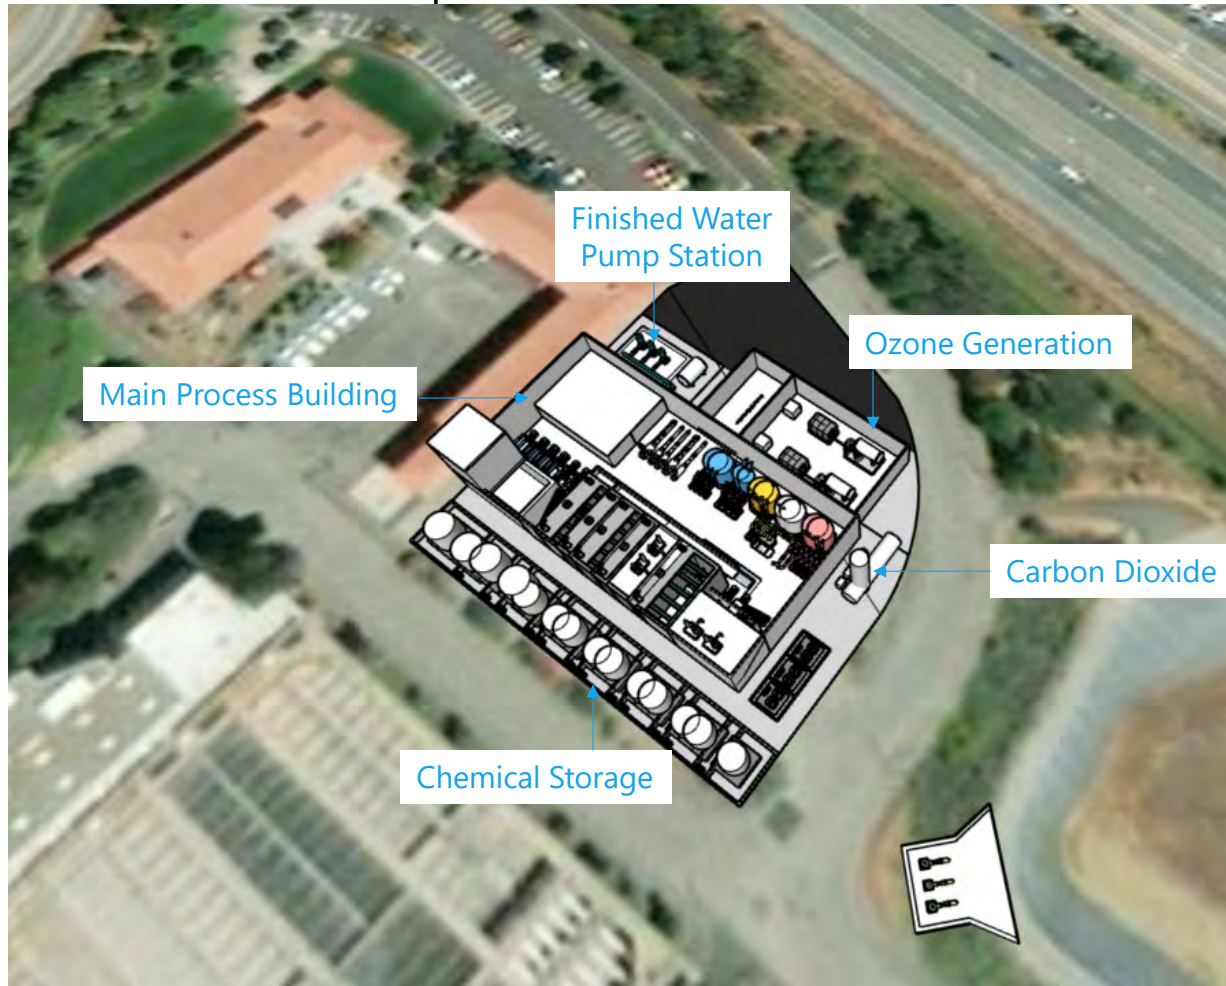 Finished Water
Pump Station
Ozone Generation
Main Process Building
Carbon Dioxide
Chemical Storage